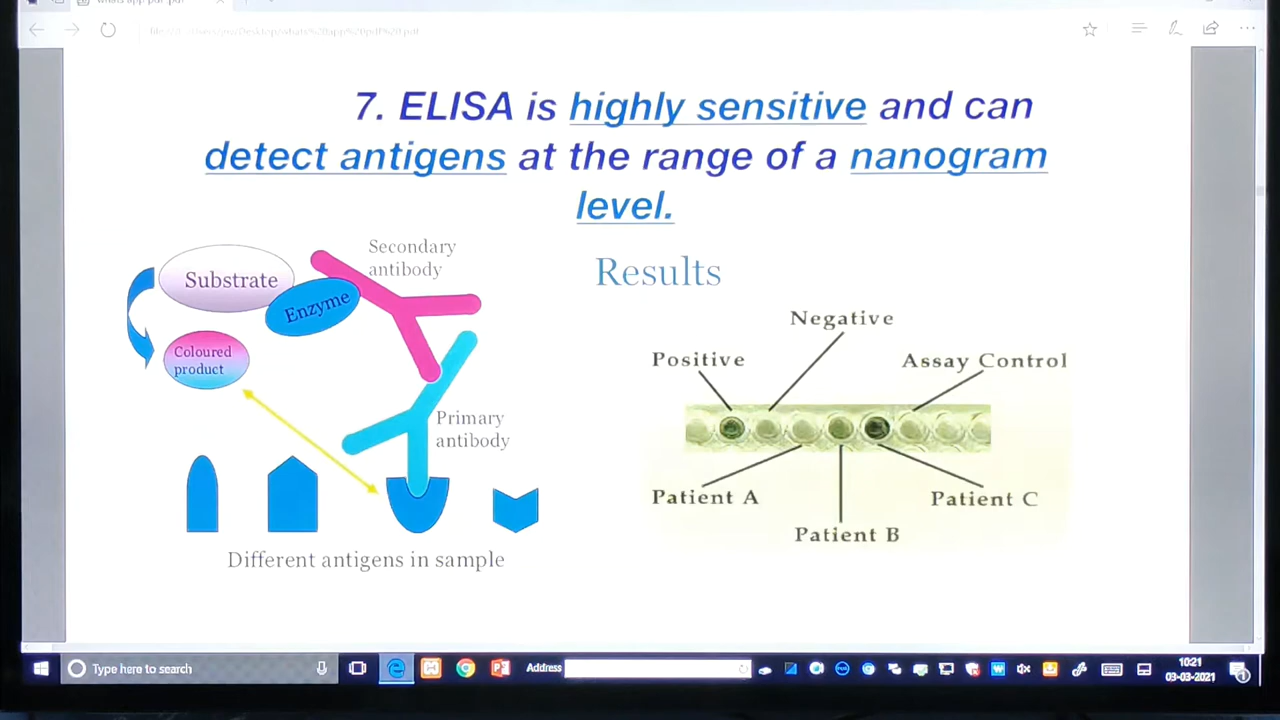 7. ELISA is highly sensitive and can
detect antigens at the range of a nanogram
level.
Secondary
antibody
Substrate
Enzyme
Coloured
product
Primary
antibody
Different antigens in sample
Results
Negative
Positive
Assay Control
Patient A
Patient C
Patient B
Type here to search
Address
10:21
03-03-2021